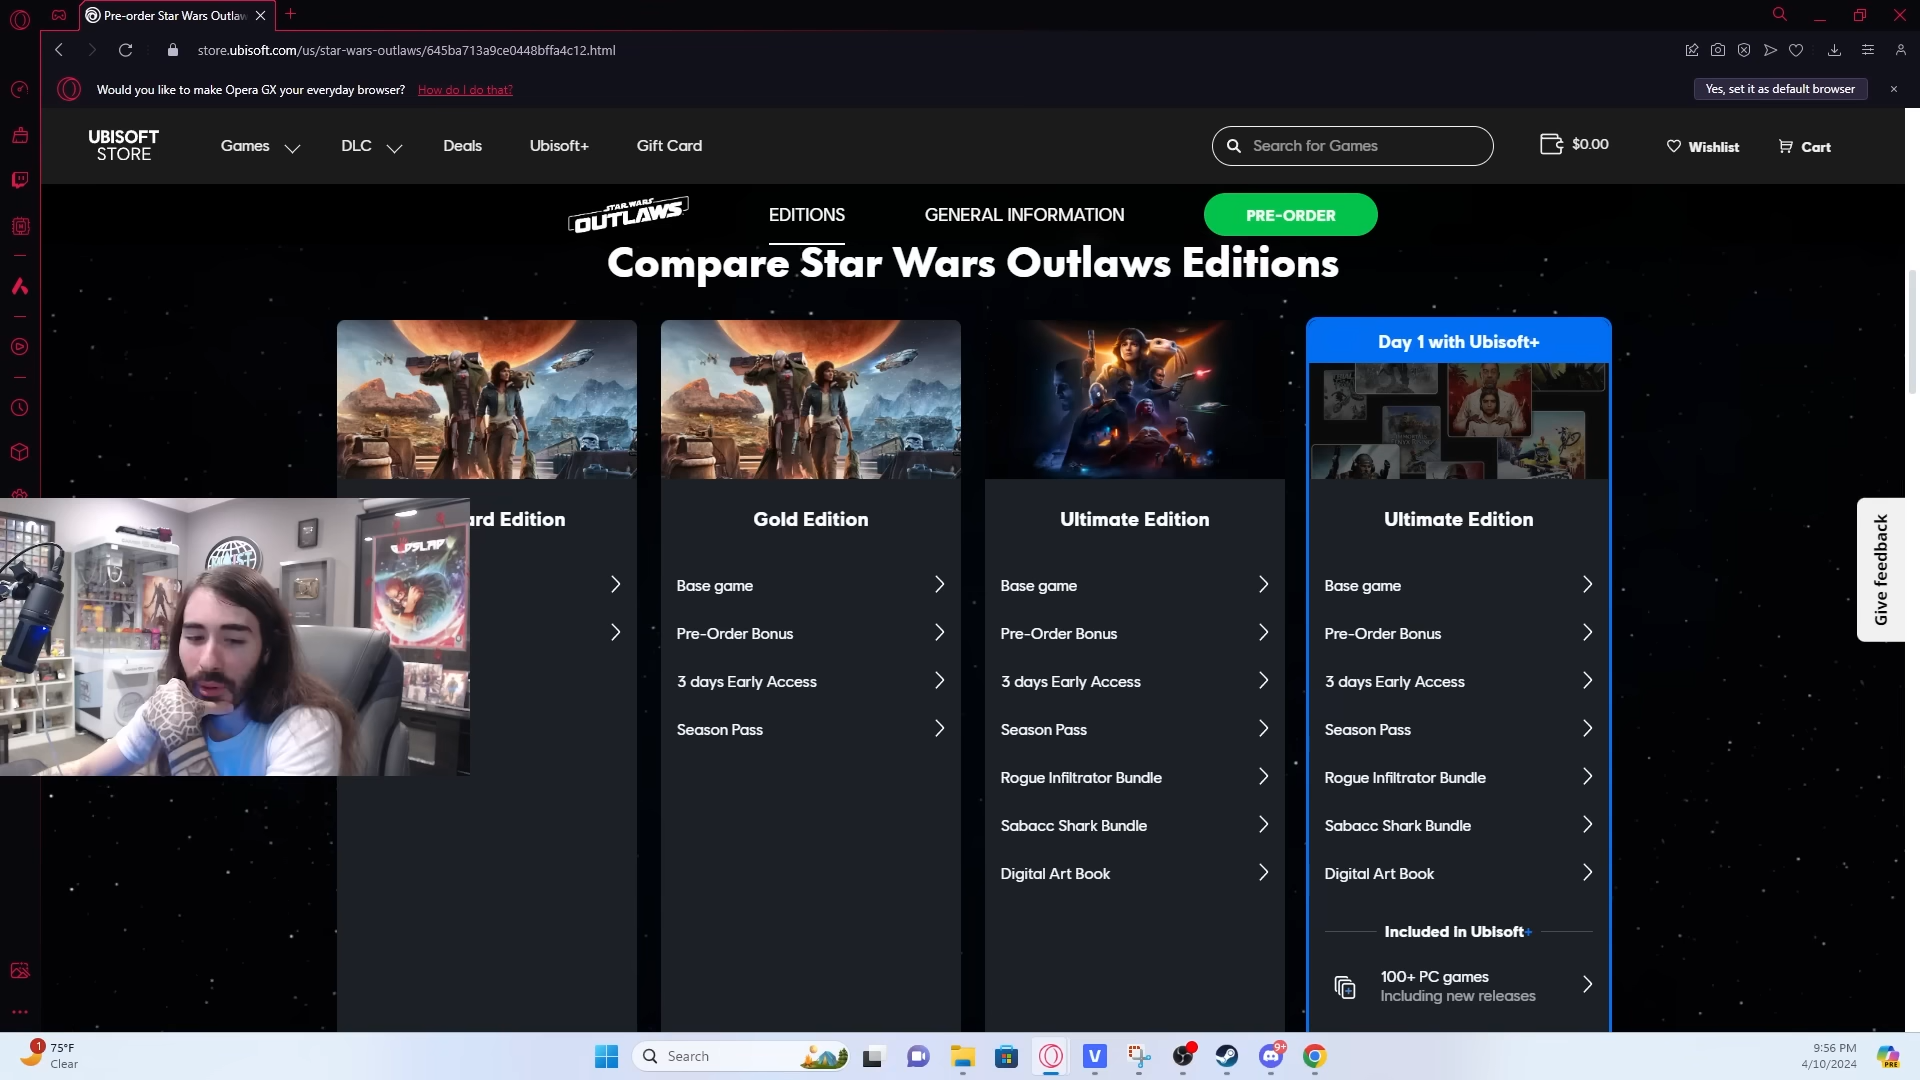 Pre-order Star Wars Outlaw
store.ubisoft.com/us/star-wars-outlaws/645ba713a9ce0448bffa4c12.html
Would you like to make Opera GX your everyday browser? How do I do that?
Yes, set it as default browser
UBISOFT
STORE
Games
DLC
Deals
Ubisoft+
Gift Card
Search for Games
$0.00
Wishlist
Cart
STAR WARS
OUTLAWS
EDITIONS
GENERAL INFORMATION
PRE-ORDER
Compare Star Wars Outlaws Editions
ard Edition
Gold Edition
Base game
Pre-Order Bonus
3 days Early Access
Season Pass
Ultimate Edition
Base game
Pre-Order Bonus
3 days Early Access
Season Pass
Rogue Infiltrator Bundle
Sabacc Shark Bundle
Digital Art Book
Day 1 with Ubisoft+
Ultimate Edition
Base game
Pre-Order Bonus
3 days Early Access
Season Pass
Rogue Infiltrator Bundle
Sabacc Shark Bundle
Digital Art Book
Included in Ubisoft+
100+ PC games
Including new releases
Give feedback
1
75°F
Clear
Search
V
9+
9:56 PM
4/10/2024
PRE